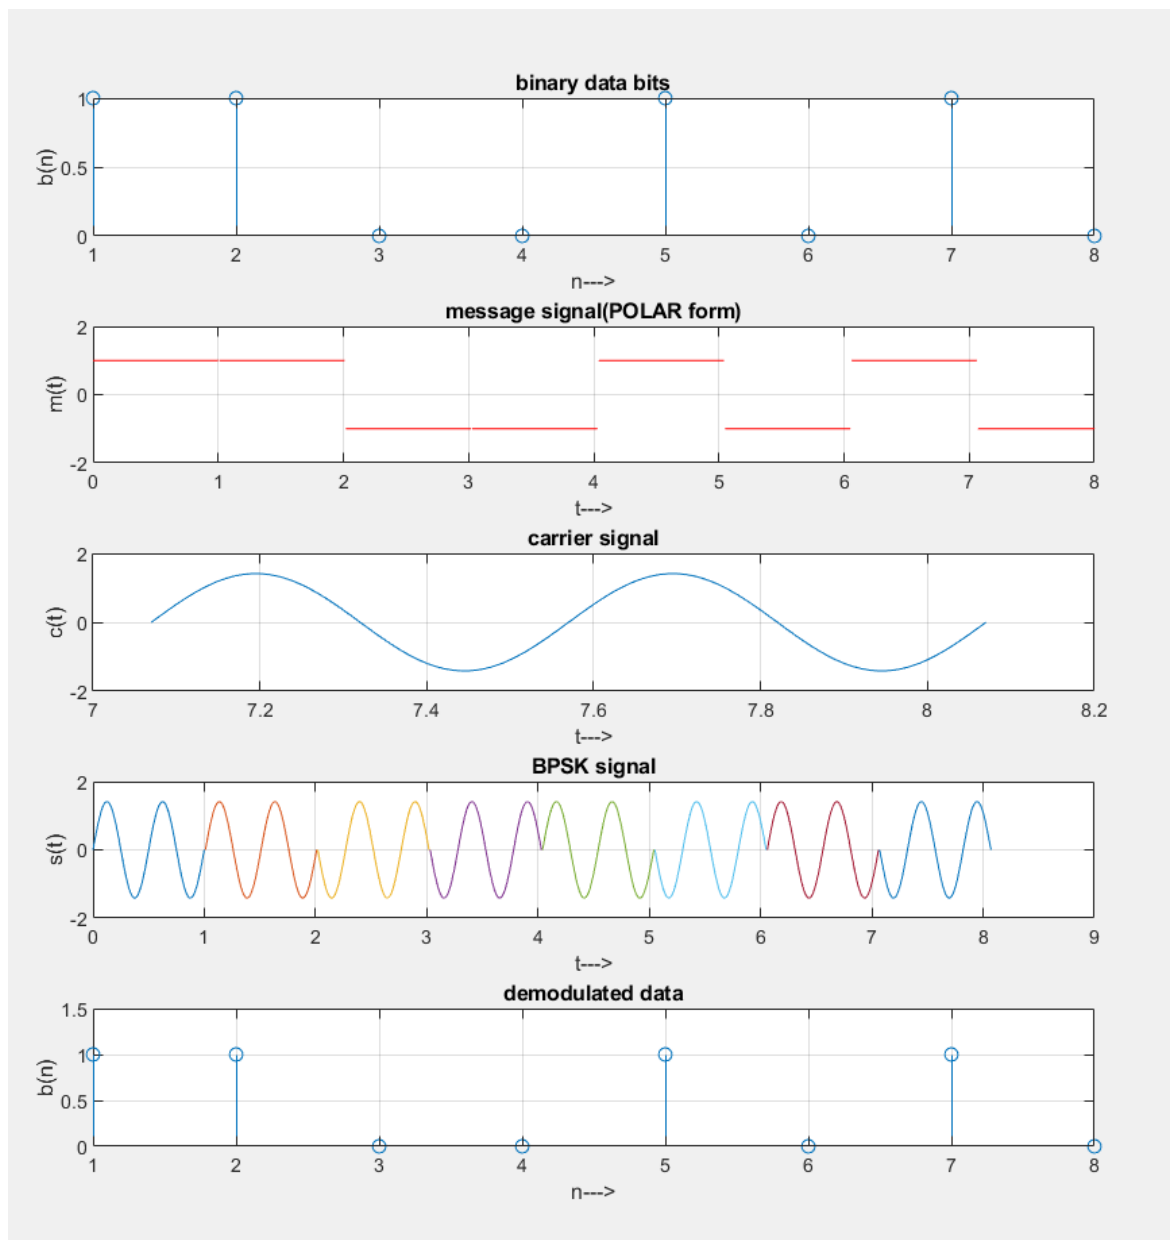 binary data bits
1
0.5
0
b(n)
1 2 3 4 5 6 7 8
n--->
message signal(POLAR form)
2
0
-2
m(t)
0 1 2 3 4 5 6 7 8
t--->
carrier signal
2
0
-2
c(t)
7 7.2 7.4 7.6 7.8 8 8.2
t--->
BPSK signal
2
0
-2
s(t)
0 1 2 3 4 5 6 7 8 9
t--->
demodulated data
1.5
1
0.5
0
b(n)
1 2 3 4 5 6 7 8
n--->